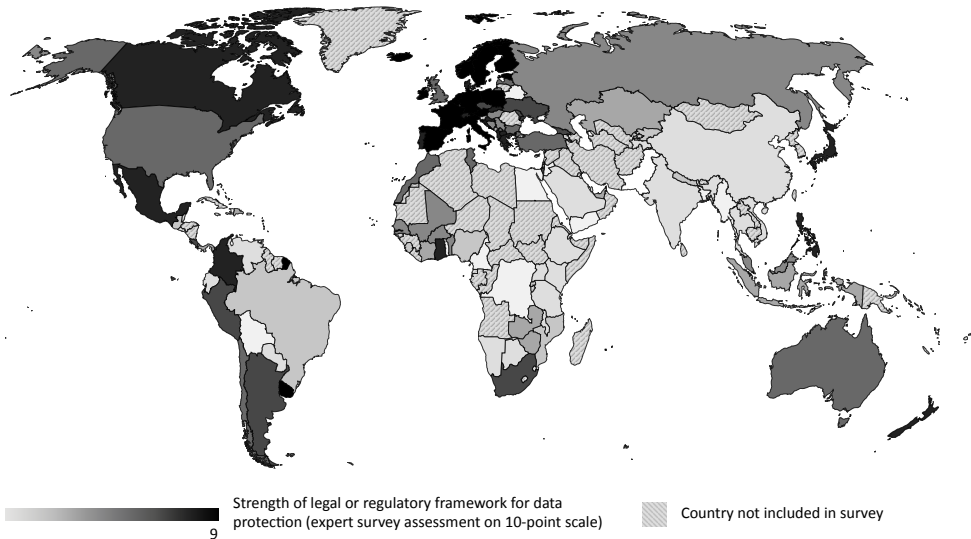 Strength of legal or regulatory framework for data
protection (expert survey assessment on 10-point scale)
9
Country not included in survey